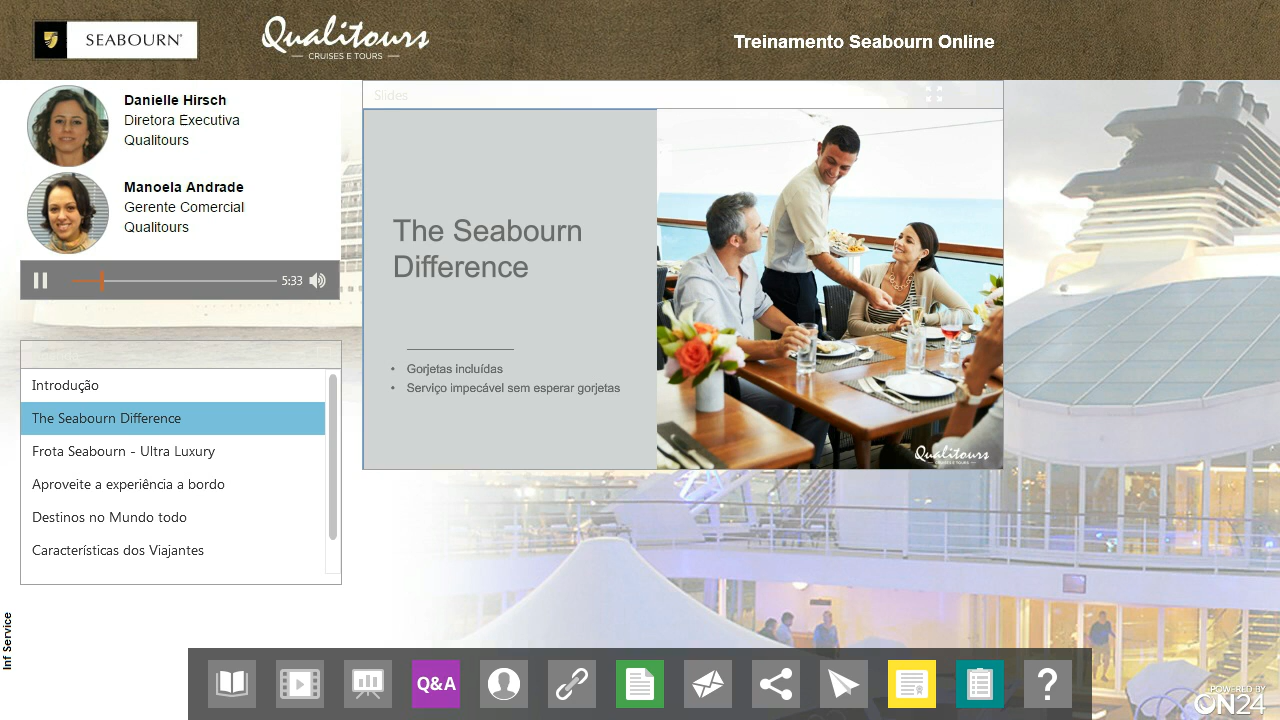 SEABOURN®
Qualitours
CRUISES E TOURS
Treinamento Seabourn Online
Danielle Hirsch
Diretora Executiva
Qualitours
Manoela Andrade
Gerente Comercial
Qualitours
5:33
Slides
The Seabourn
Difference
• Gorjetas incluídas
• Serviço impecável sem esperar gorjetas
Qualitours
CRUISES E TOURS
Introdução
The Seabourn Difference
Frota Seabourn - Ultra Luxury
Aproveite a experiência a bordo
Destinos no Mundo todo
Características dos Viajantes
Inf Service
Q&A
?
POWERED BY
ON24